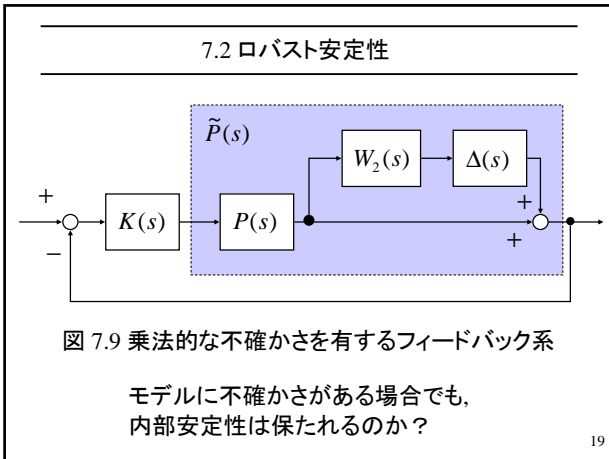 7.2 ロバスト安定性
P̃(s)
W₂(s)
Δ(s)
+
K(s)
P(s)
+
+
−
図 7.9 乗法的な不確かさを有するフィードバック系
モデルに不確かさがある場合でも,
内部安定性は保たれるのか？
19